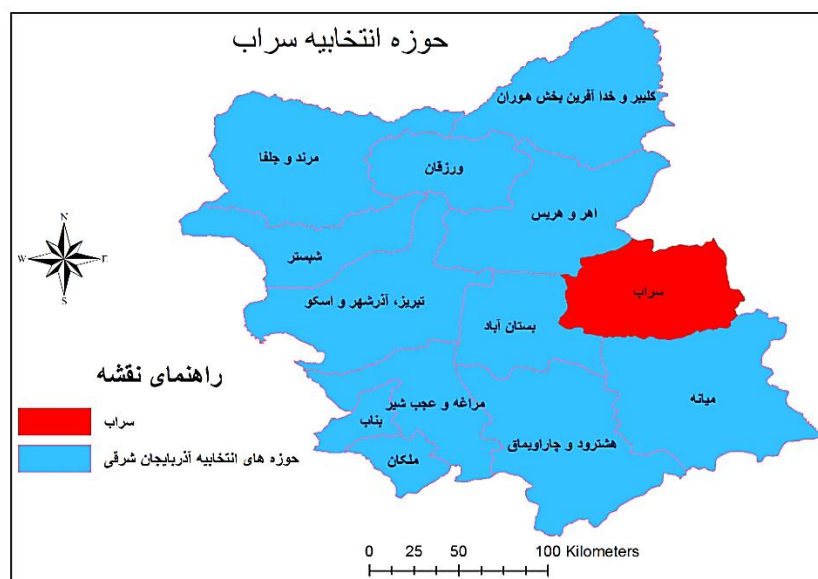 حوزه انتخابیه سراب
کلیبر و خدا آفرین بخش هوران
مرند و جلفا
ورزقان
اهر و هریس
شبستر
تبریز، آذرشهر و اسکو
بستان آباد
سراب
میانه
مراغه و عجب شیر
بناب
ملکان
هشترود و چاراویماق
N
W
E
S
راهنمای نقشه
سراب
حوزه های انتخابیه آذربایجان شرقی
0 25 50 100 Kilometers